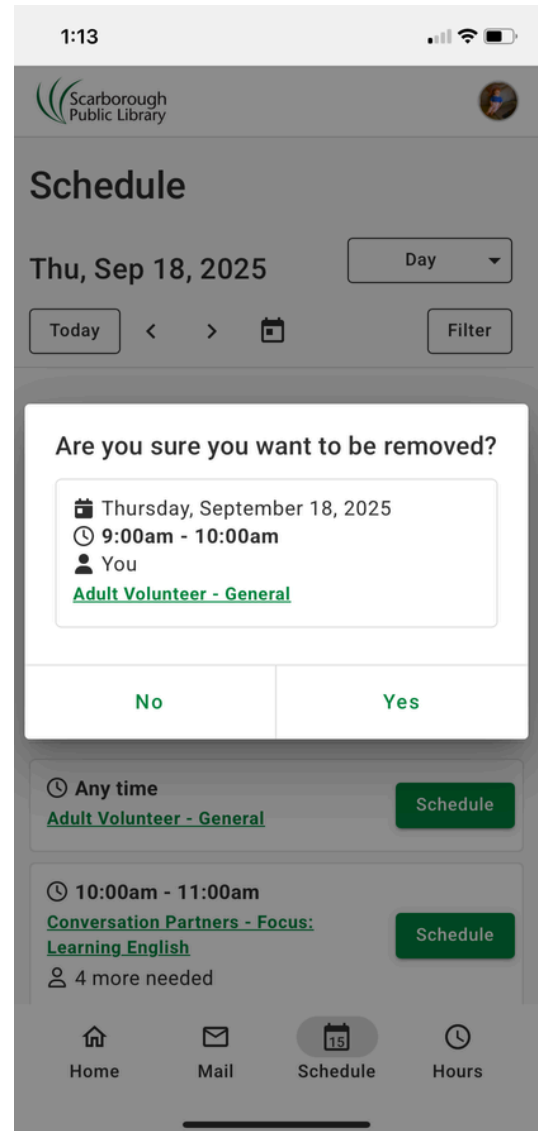 1:13
Scarborough
Public Library
Schedule
Thu, Sep 18, 2025
Day
Today
Filter
Are you sure you want to be removed?
Thursday, September 18, 2025
9:00am - 10:00am
You
Adult Volunteer - General
No
Yes
Any time
Adult Volunteer - General
Schedule
10:00am - 11:00am
Conversation Partners - Focus:
Learning English
Schedule
4 more needed
15
Home
Mail
Schedule
Hours